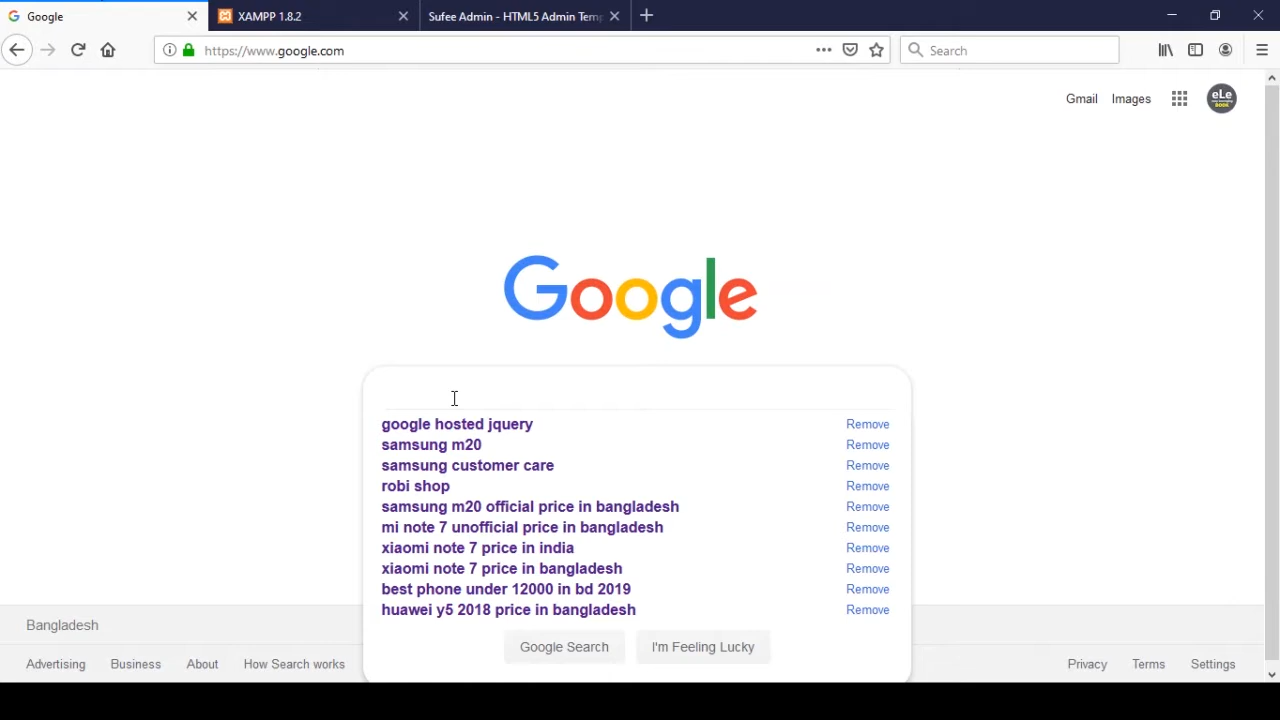 Google
XAMPP 1.8.2
Sufee Admin - HTML5 Admin Temp
https://www.google.com
Search
Gmail
Images
eLe
BOOK
Google
google hosted jquery
Remove
samsung m20
Remove
samsung customer care
Remove
robi shop
Remove
samsung m20 official price in bangladesh
Remove
mi note 7 unofficial price in bangladesh
Remove
xiaomi note 7 price in india
Remove
xiaomi note 7 price in bangladesh
Remove
best phone under 12000 in bd 2019
Remove
huawei y5 2018 price in bangladesh
Remove
Google Search
I'm Feeling Lucky
Bangladesh
Advertising
Business
About
How Search works
Privacy
Terms
Settings